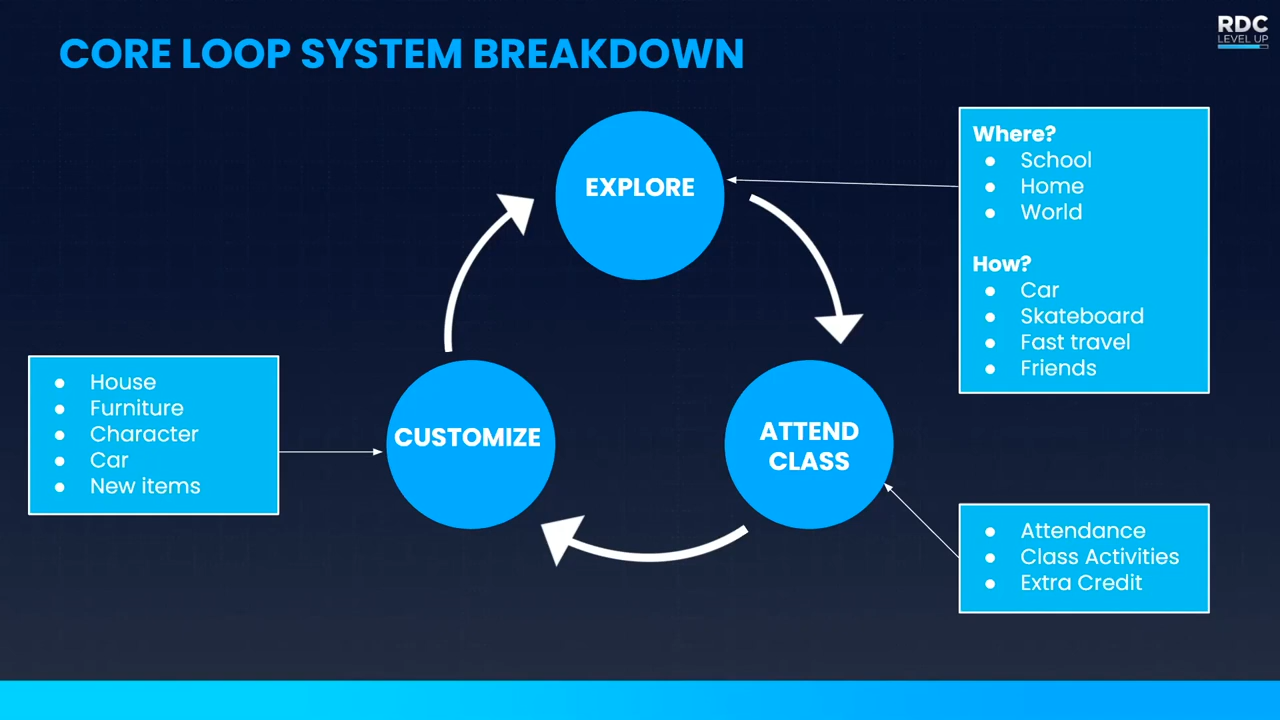 CORE LOOP SYSTEM BREAKDOWN
RDC
LEVEL UP
EXPLORE
Where?
● School
● Home
● World
How?
● Car
● Skateboard
● Fast travel
● Friends
ATTEND
CLASS
● Attendance
● Class Activities
● Extra Credit
CUSTOMIZE
● House
● Furniture
● Character
● Car
● New items